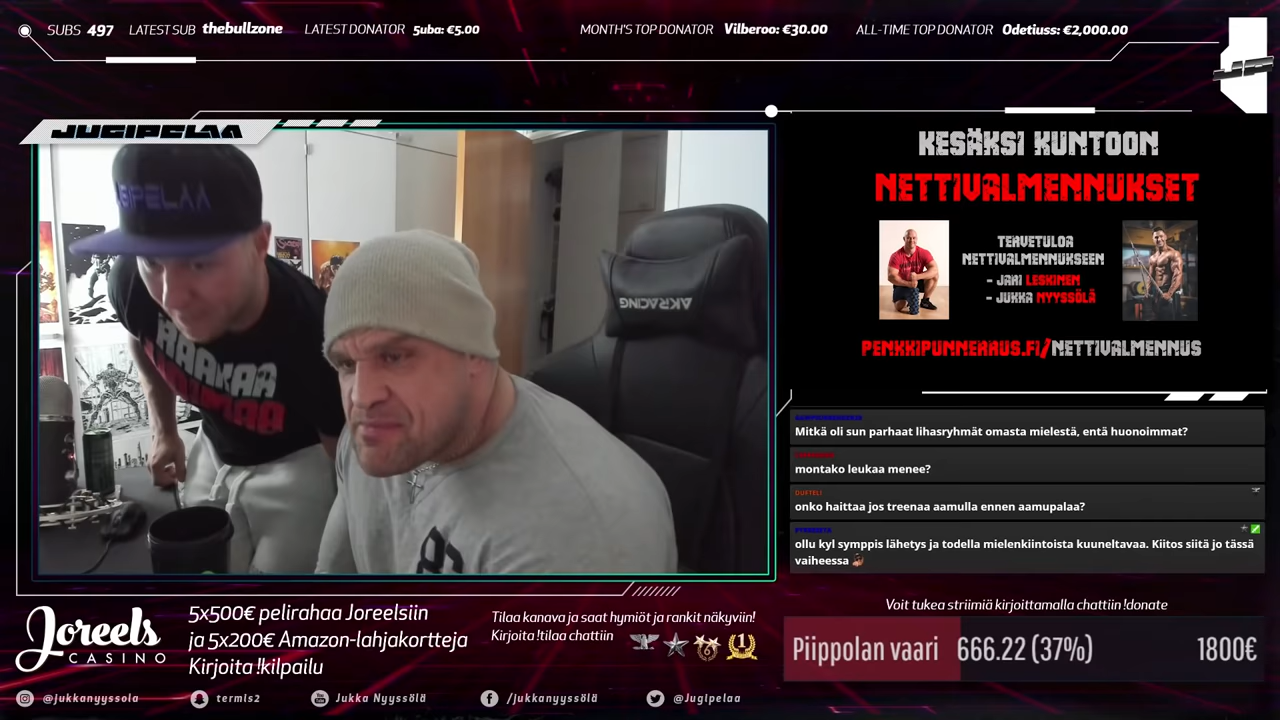 SUBS 497 LATEST SUB thebullzone LATEST DONATOR 5uba: €5.00 MONTH'S TOP DONATOR Vilberoo: €30.00 ALL-TIME TOP DONATOR Odetiuss: €2,000.00
JUGIPELAA
KESÄKSI KUNTOON
NETTIVALMENNUKSET
TERVETULOA
NETTIVALMENNUKSEEN
- JARI LESKINEN
- JUKKA NYYSSÖLÄ
PENKKIPUNNERRUS.FI/NETTIVALMENNUS
AKRACING
Mitkä oli sun parhaat lihasryhmät omasta mielestä, entä huonoimmat?
montako leukaa menee?
DUFTELI
onko haittaa jos treenaa aamulla ennen aamupalaa?
ollu kyl symppis lähetys ja todella mielenkiintoista kuuneltavaa. Kiitos siitä jo tässä
vaiheessa
Joreels
CASINO
5x500€ pelirahaa Joreelsiin
ja 5x200€ Amazon-lahjakortteja
Kirjoita !kilpailu
Tilaa kanava ja saat hymiöt ja rankit näkyviin!
Kirjoita !tilaa chattiin
Voit tukea striimiä kirjoittamalla chattiin !donate
Piippolan vaari 666.22 (37%) 1800€
@jukkanyyssola termis2 Jukka Nyyssölä /jukkanyyssölä @Jugipelaa